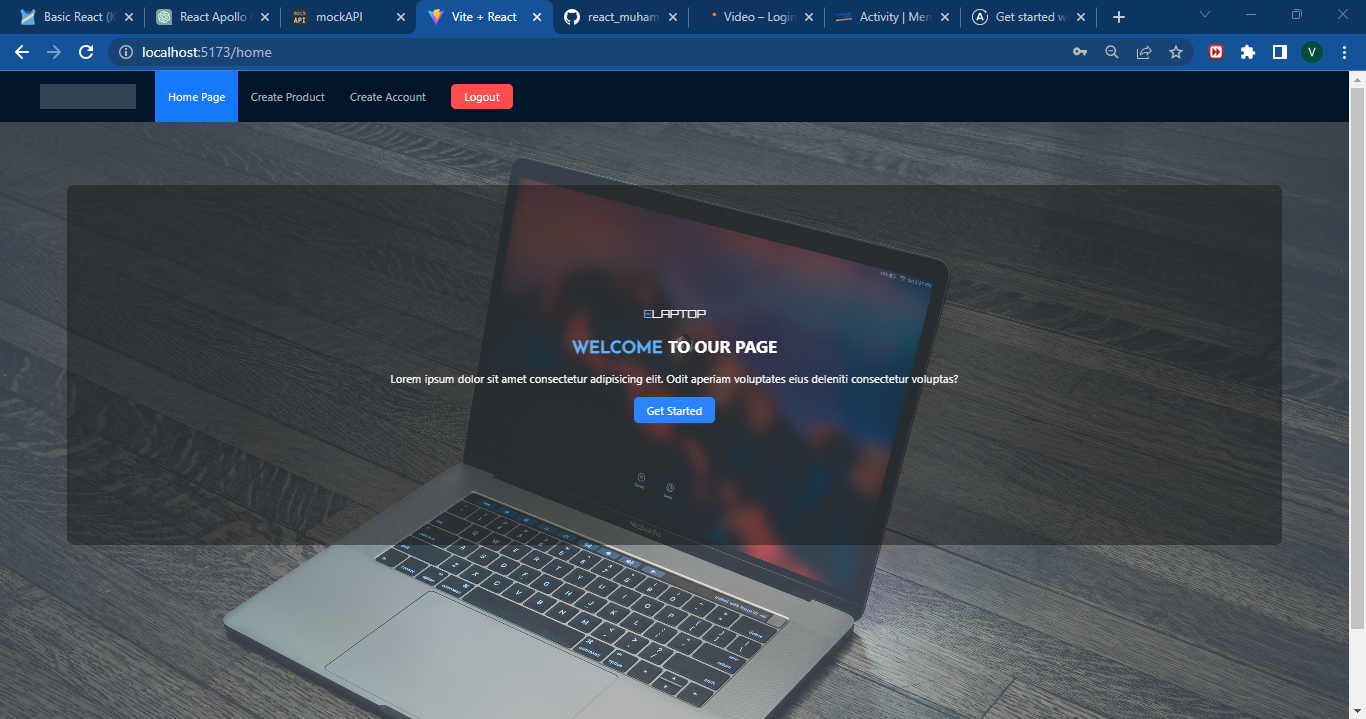 Basic React (K
React Apollo
mockAPI
Vite + React
react_muham
Video – Login
Activity | Men
Get started w
localhost:5173/home
V
Home Page
Create Product
Create Account
Logout
ELAPTOP
WELCOME TO OUR PAGE
Lorem ipsum dolor sit amet consectetur adipisicing elit. Odit aperiam voluptates eius deleniti consectetur voluptas?
Get Started
MacBook Pro